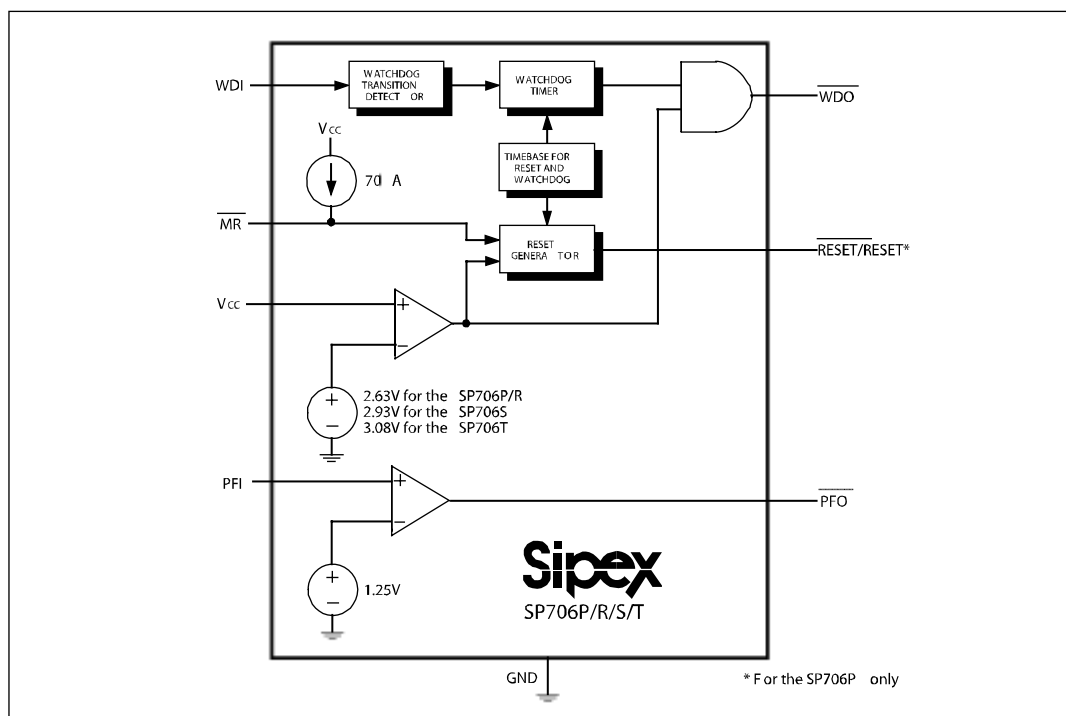 WDI
WATCHDOG
TRANSITION
DETECT OR
WATCHDOG
TIMER
WDO
VCC
70 A
TIMEBASE FOR
RESET AND
WATCHDOG
MR
RESET
GENERA TOR
RESET/RESET*
VCC
+
−
+
−
2.63V for the SP706P/R
2.93V for the SP706S
3.08V for the SP706T
PFI
+
−
PFO
+
−
1.25V
Sipex
SP706P/R/S/T
GND
* F or the SP706P only